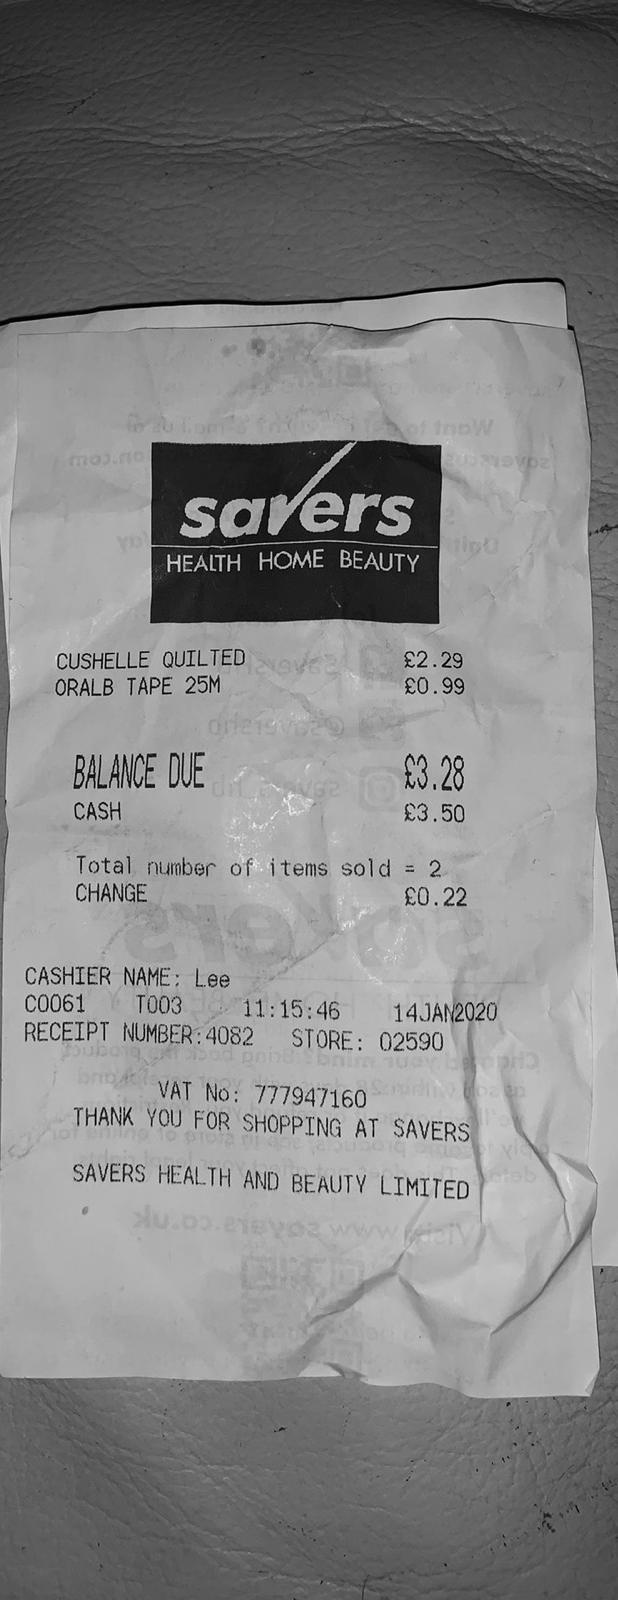 savers
HEALTH HOME BEAUTY
CUSHELLE QUILTED £2.29
ORALB TAPE 25M £0.99
BALANCE DUE £3.28
CASH £3.50
Total number of items sold = 2
CHANGE £0.22
CASHIER NAME: Lee
C0061 T003 11:15:46 14JAN2020
RECEIPT NUMBER:4082 STORE: 02590
VAT No: 777947160
THANK YOU FOR SHOPPING AT SAVERS
SAVERS HEALTH AND BEAUTY LIMITED